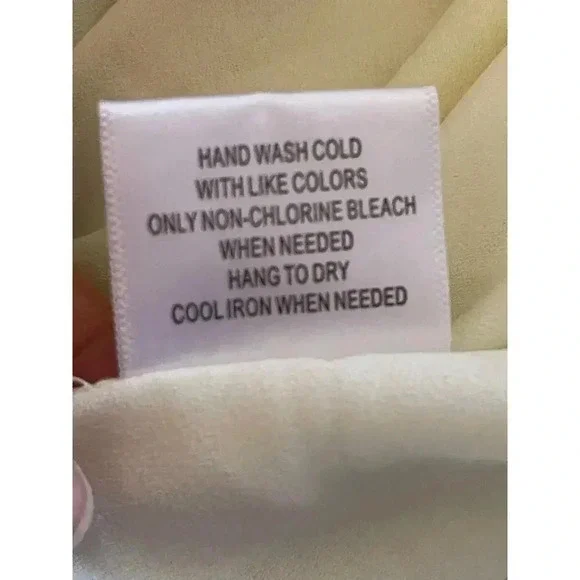 HAND WASH COLD
WITH LIKE COLORS
ONLY NON-CHLORINE BLEACH
WHEN NEEDED
HANG TO DRY
COOL IRON WHEN NEEDED